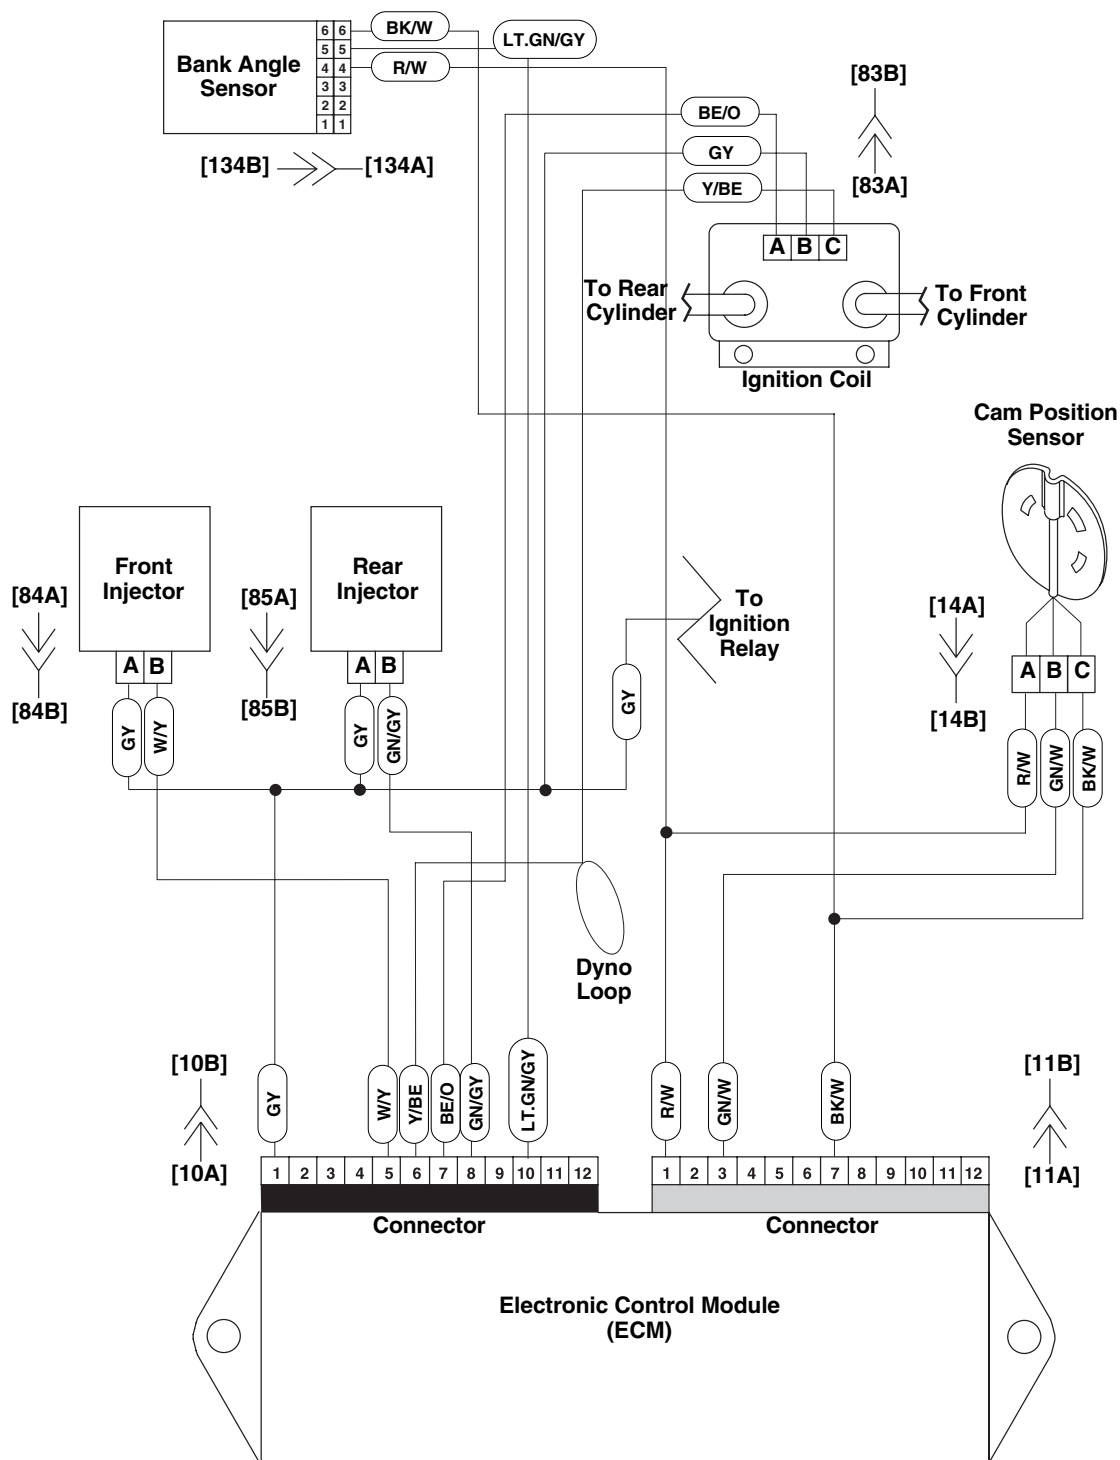 6 6 BK/W
5 5 LT.GN/GY
4 4 R/W
3 3
2 2
1 1
Bank Angle
Sensor
[134B] [134A]
BE/O
GY
Y/BE
[83B]
[83A]
A B C
To Rear
Cylinder
To Front
Cylinder
Ignition Coil
Cam Position
Sensor
Front
Injector
Rear
Injector
[84A]
[84B]
[85A]
[85B]
A B
A B
GY
W/Y
GY
GN/GY
GY
To
Ignition
Relay
[14A]
[14B]
A B C
R/W
GN/W
BK/W
Dyno
Loop
[10B]
[10A]
GY
W/Y
Y/BE
BE/O
GN/GY
LT.GN/GY
R/W
GN/W
BK/W
[11B]
[11A]
1 2 3 4 5 6 7 8 9 10 11 12
1 2 3 4 5 6 7 8 9 10 11 12
Connector
Connector
Electronic Control Module
(ECM)